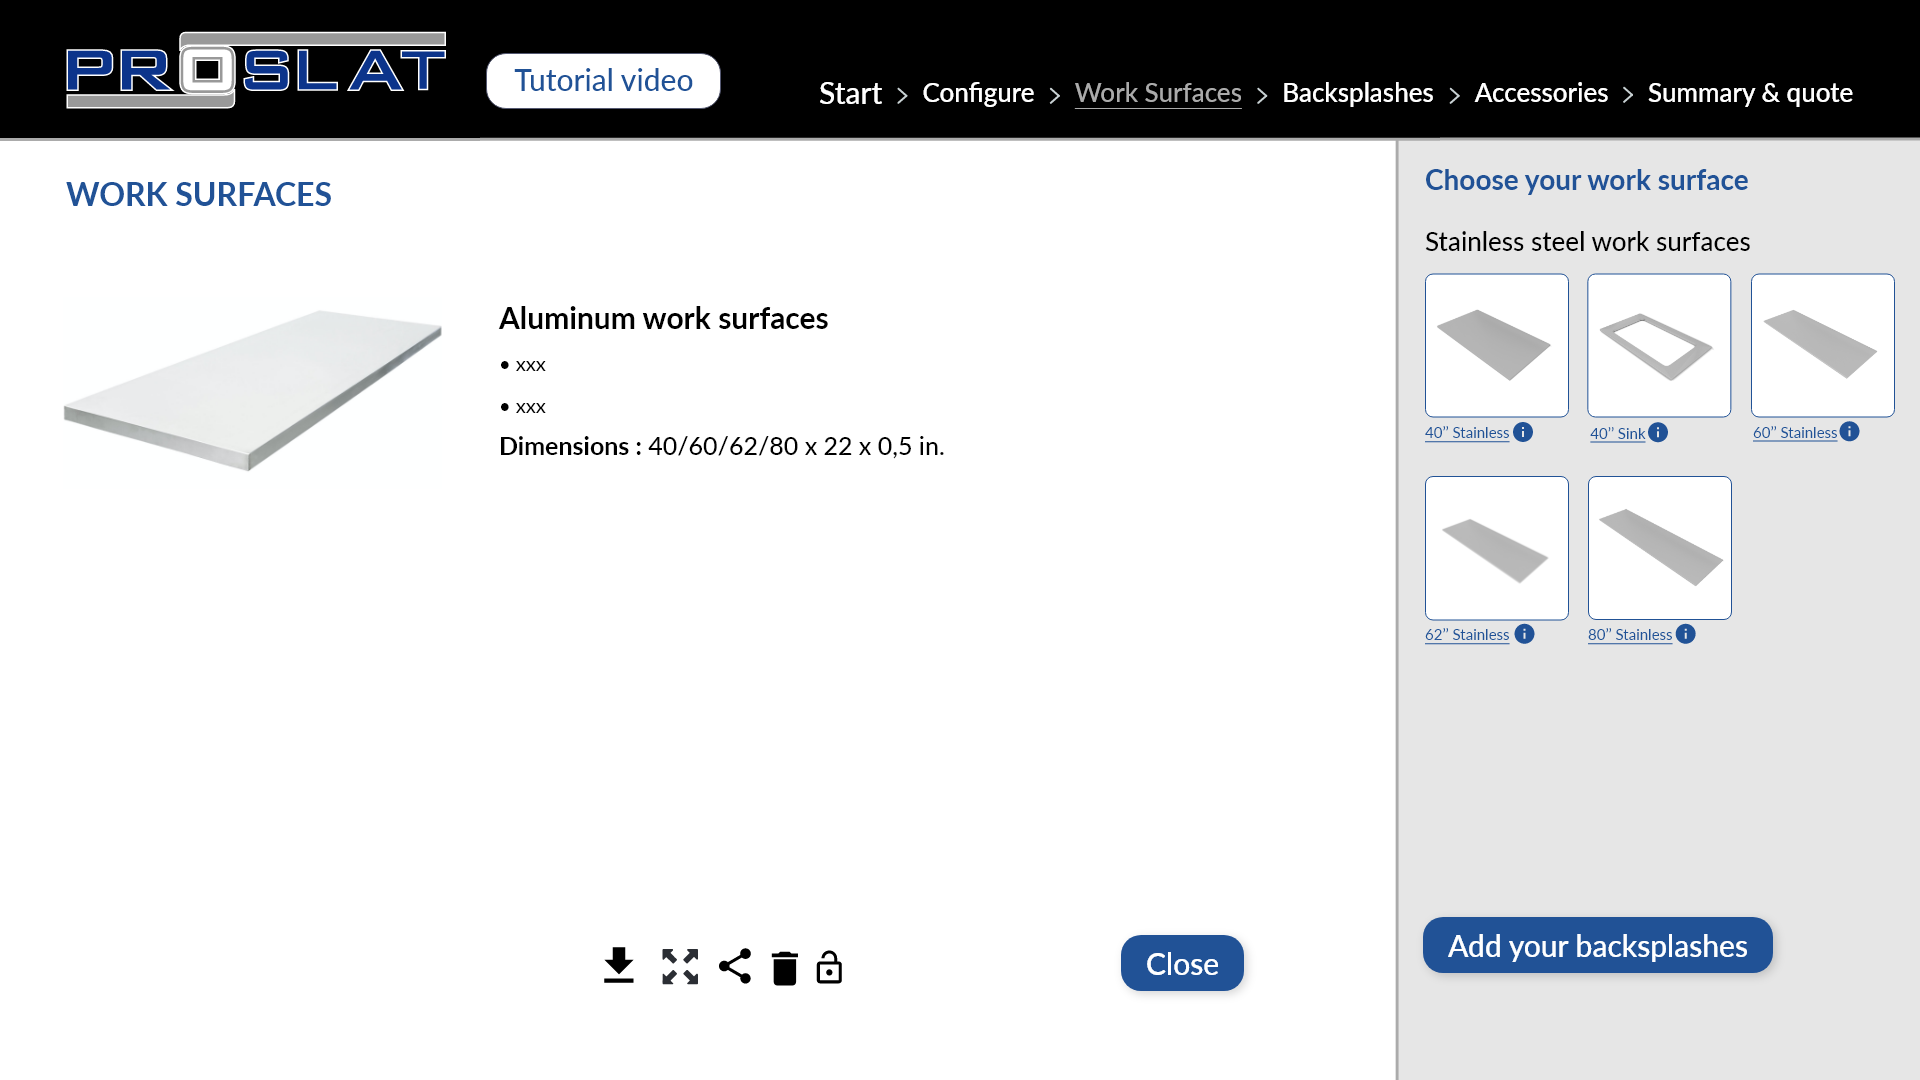 PROSLAT
Tutorial video
Start > Configure > Work Surfaces > Backsplashes > Accessories > Summary & quote
WORK SURFACES
Aluminum work surfaces
• xxx
• xxx
Dimensions : 40/60/62/80 x 22 x 0,5 in.
Close
Choose your work surface
Stainless steel work surfaces
40’’ Stainless i
40’’ Sink i
60’’ Stainless i
62’’ Stainless i
80’’ Stainless i
Add your backsplashes